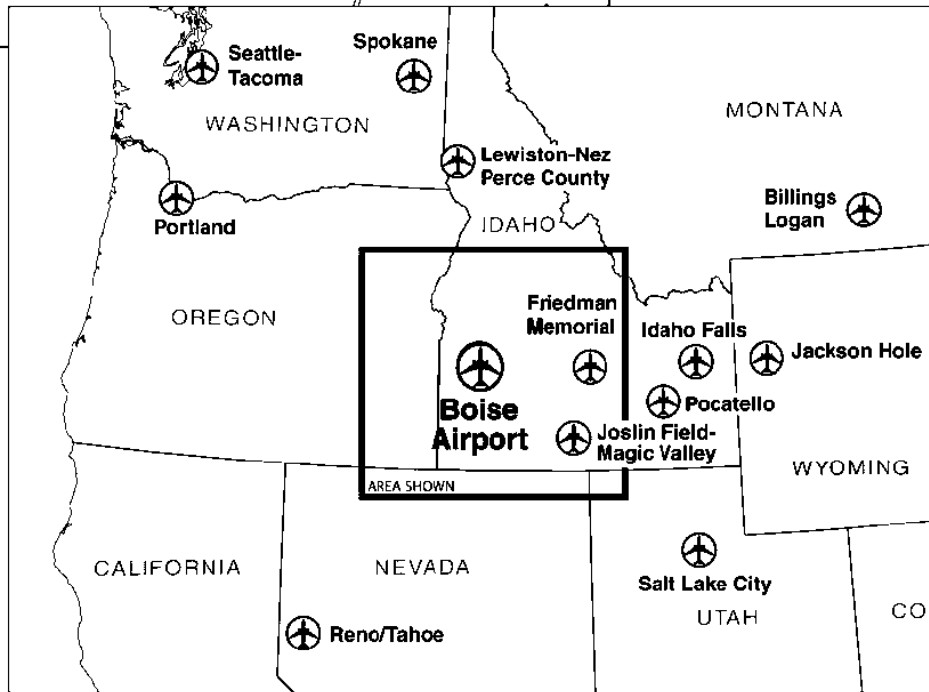 Seattle-
Tacoma
Spokane
WASHINGTON
MONTANA
Lewiston-Nez
Perce County
Billings
Logan
Portland
IDAHO
OREGON
Friedman
Memorial
Idaho Falls
Jackson Hole
Boise
Airport
Pocatello
Joslin Field-
Magic Valley
WYOMING
AREA SHOWN
CALIFORNIA
NEVADA
Salt Lake City
UTAH
CO
Reno/Tahoe